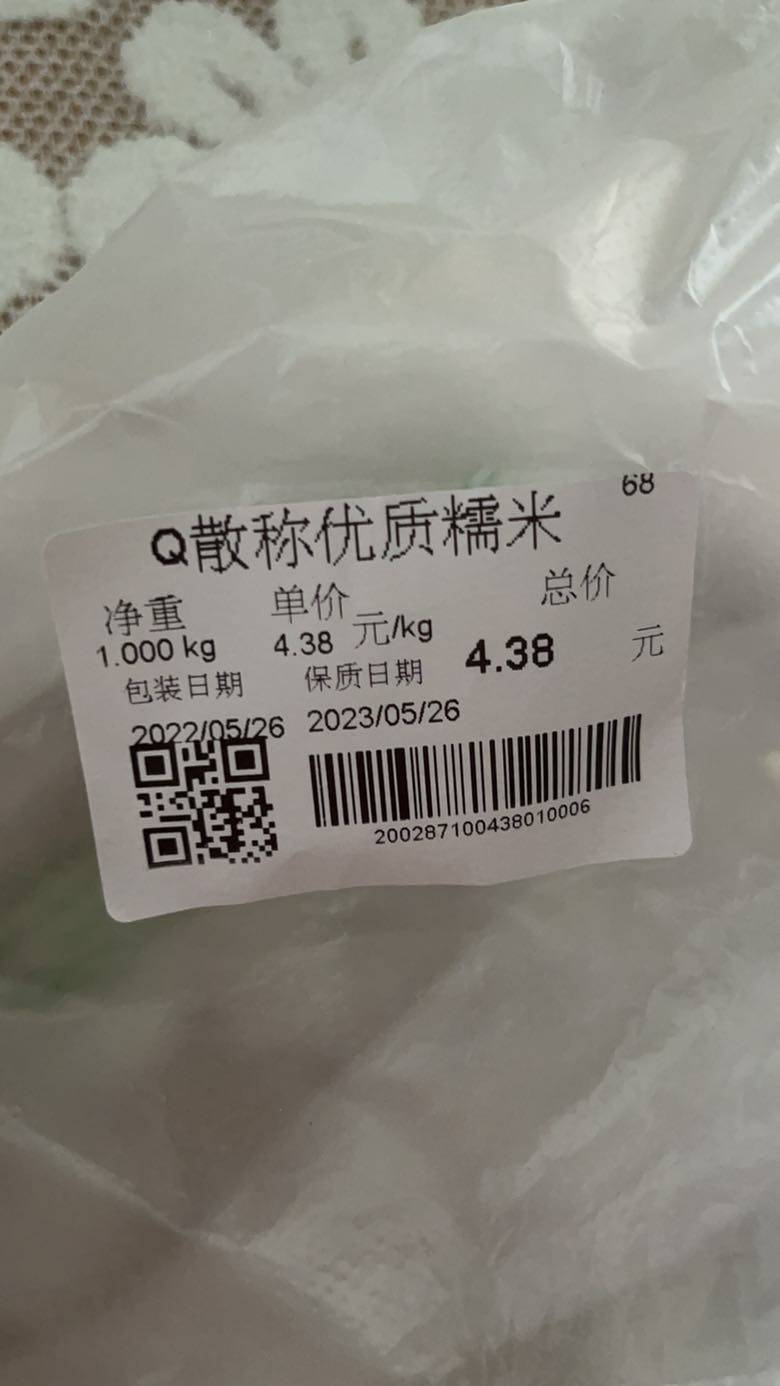 68
Q散称优质糯米
净重 单价 总价
1.000 kg 4.38 元/kg 4.38 元
包装日期 保质日期
2022/05/26 2023/05/26
200287100438010006